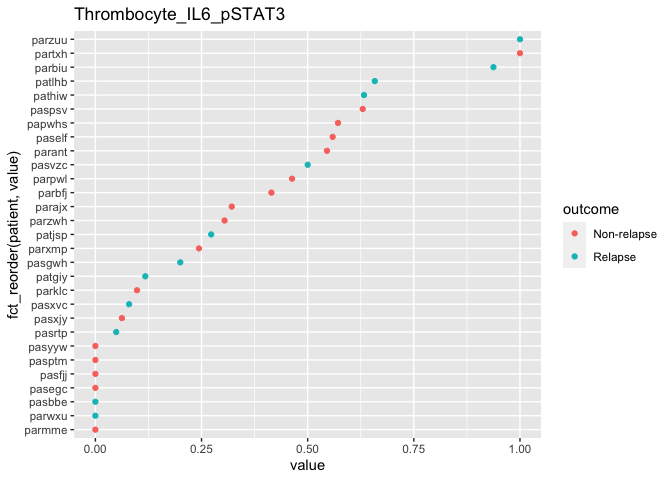 Thrombocyte_IL6_pSTAT3
fct_reorder(patient, value)
parzuu
partxh
parbiu
patlhb
pathiw
paspsv
papwhs
paself
parant
pasvzc
parpwl
parbfj
parajx
parzwh
patjsp
parxmp
pasgwh
patgiy
parklc
pasxvc
pasxjy
pasrtp
pasyyw
pasptm
pasfjj
pasegc
pasbbe
parwxu
parmme
0.00 0.25 0.50 0.75 1.00
value
outcome
Non-relapse
Relapse